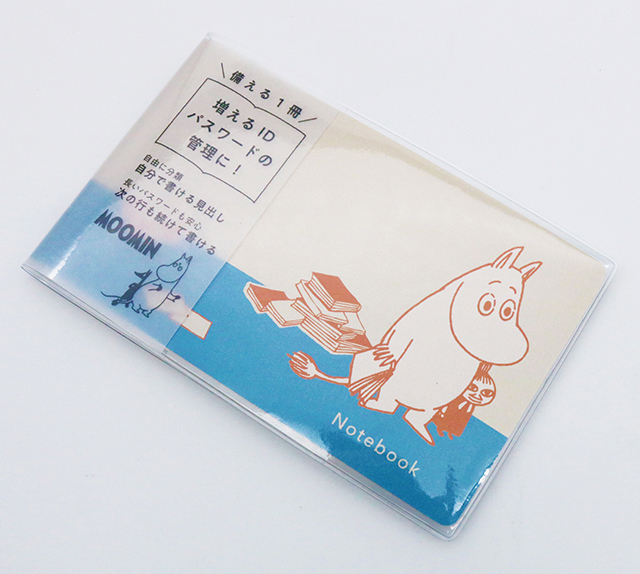 備える1冊
増えるID
パスワードの
管理に！
自由に分類
自分で書ける見出し
長いパスワードも安心
次の行も続けて書ける
MOOMIN
Notebook